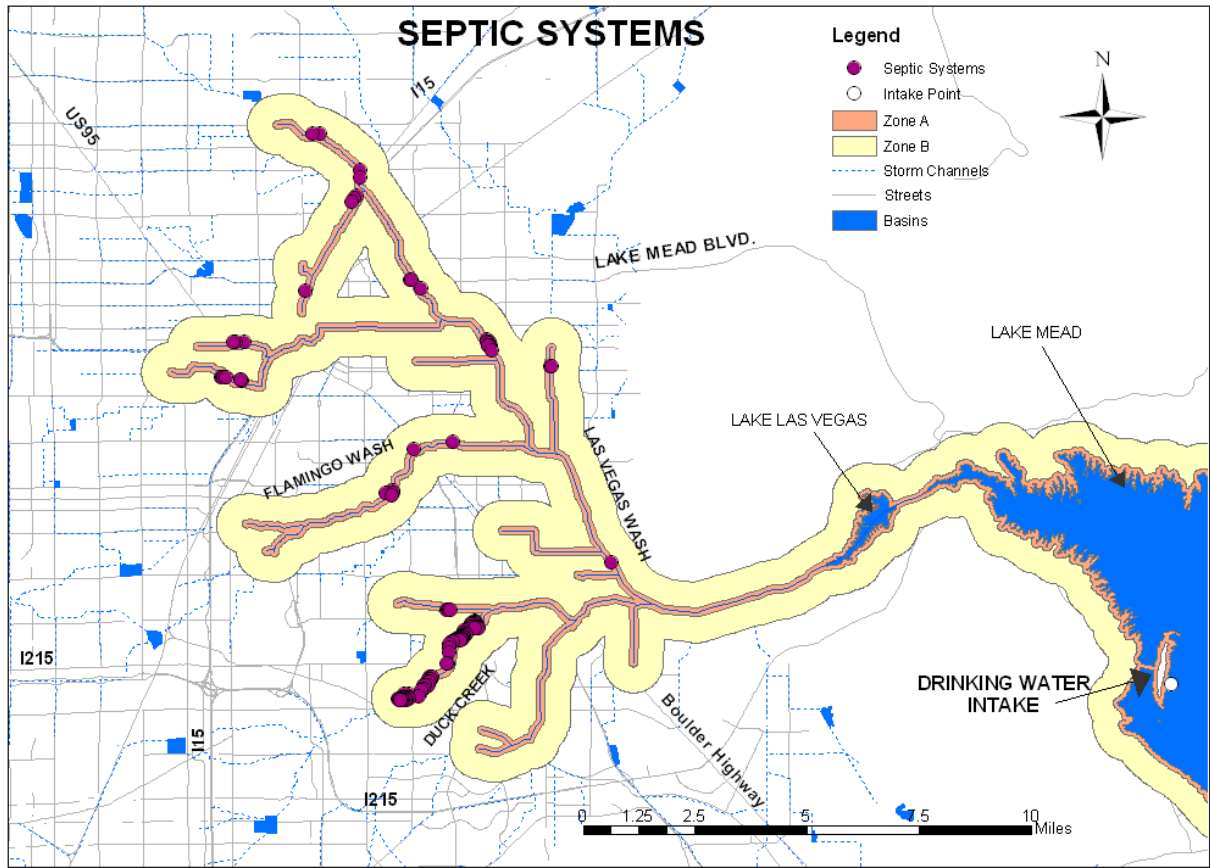 SEPTIC SYSTEMS
Legend
Septic Systems
Intake Point
Zone A
Zone B
Storm Channels
Streets
Basins
N
I15
US95
LAKE MEAD BLVD.
LAKE MEAD
LAKE LAS VEGAS
FLAMINGO WASH
LAS VEGAS WASH
I215
DUCK CREEK
DRINKING WATER
INTAKE
Boulder Highway
I15
I215
0 1.25 2.5 5 7.5 10
Miles